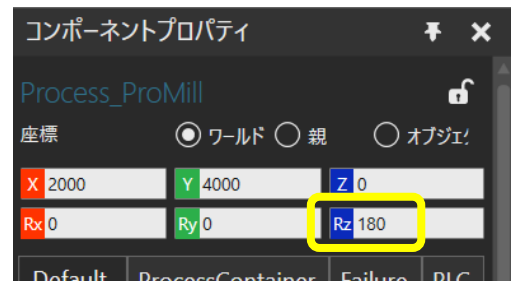 コンポーネントプロパティ
Process_ProMill
座標 ワールド 親 オブジェ
X 2000 Y 4000 Z 0
Rx 0 Ry 0 Rz 180
Default ProcessContainer Failure PLC